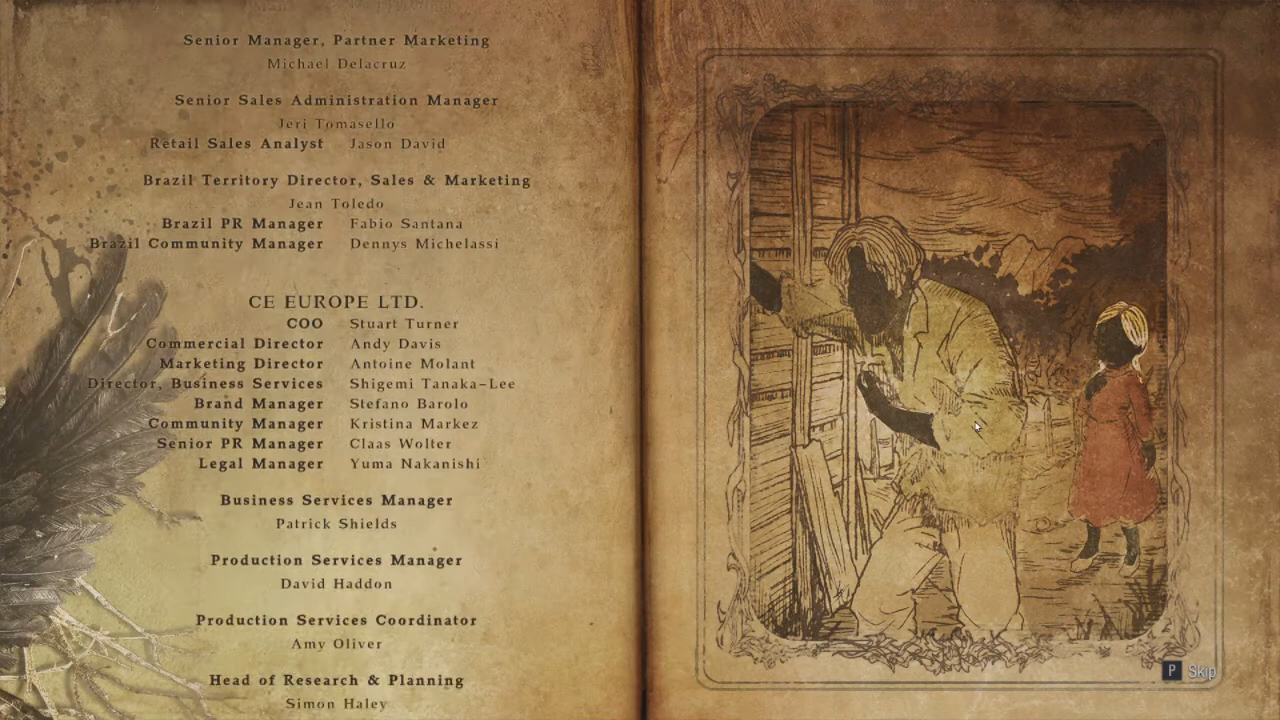 Senior Manager, Partner Marketing
Michael Delacruz
Senior Sales Administration Manager
Jeri Tomasello
Retail Sales Analyst Jason David
Brazil Territory Director, Sales & Marketing
Jean Toledo
Brazil PR Manager Fabio Santana
Brazil Community Manager Dennys Michelassi
CE EUROPE LTD.
COO Stuart Turner
Commercial Director Andy Davis
Marketing Director Antoine Molant
Director, Business Services Shigemi Tanaka-Lee
Brand Manager Stefano Barolo
Community Manager Kristina Markez
Senior PR Manager Claas Wolter
Legal Manager Yuma Nakanishi
Business Services Manager
Patrick Shields
Production Services Manager
David Haddon
Production Services Coordinator
Amy Oliver
Head of Research & Planning
Simon Haley
P Skip